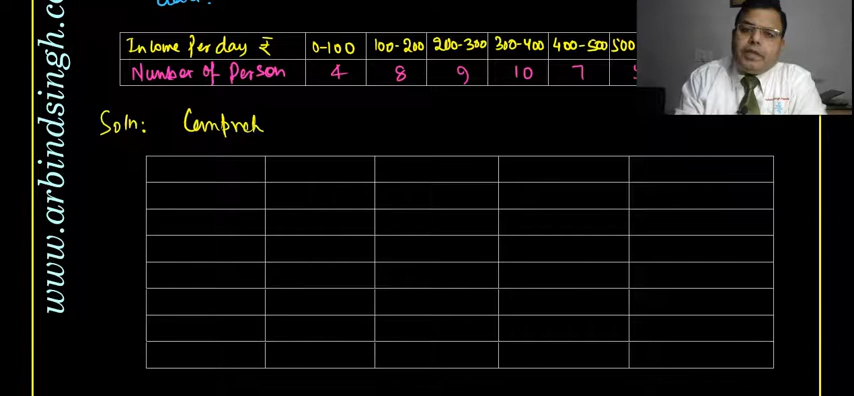 Income Per day ₹ 0-100 100-200 200-300 300-400 400-500 500
Number of Person 4 8 9 10 7
Soln: Compreh
www.arbindsingh.c